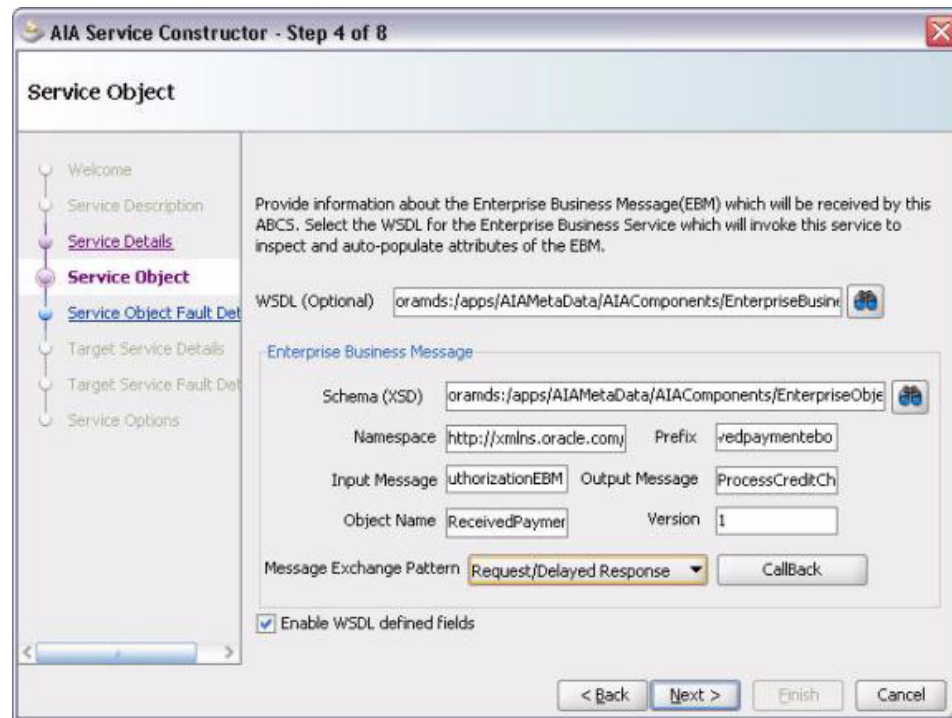 AIA Service Constructor - Step 4 of 8
Service Object
Welcome
Service Description
Service Details
Service Object
Service Object Fault Det
Target Service Details
Target Service Fault Det
Service Options
Provide information about the Enterprise Business Message(EBM) which will be received by this
ABCS. Select the WSDL for the Enterprise Business Service which will invoke this service to
inspect and auto-populate attributes of the EBM.
WSDL (Optional) oramds:/apps/AIAMetaData/AIAComponents/EnterpriseBusine
Enterprise Business Message
Schema (XSD) oramds:/apps/AIAMetaData/AIAComponents/EnterpriseObje
Namespace http://xmlns.oracle.com/ Prefix vedpaymentebo
Input Message uthorizationEBM Output Message ProcessCreditCh
Object Name ReceivedPaymer Version 1
Message Exchange Pattern Request/Delayed Response CallBack
Enable WSDL defined fields
< Back Next > Finish Cancel